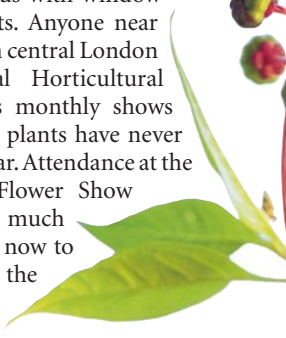 with window
ts. Anyone near
central London
al Horticultural
monthly shows
plants have never
ar. Attendance at the
Flower Show
much
now to
the